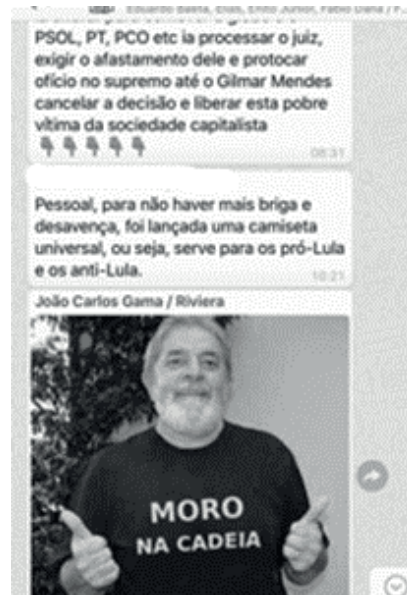 PSOL, PT, PCO etc ia processar o juiz,
exigir o afastamento dele e protocar
ofício no supremo até o Gilmar Mendes
cancelar a decisão e liberar esta pobre
vítima da sociedade capitalista
08:31
Pessoal, para não haver mais briga e
desavença, foi lançada uma camiseta
universal, ou seja, serve para os pró-Lula
e os anti-Lula.
10:21
João Carlos Gama / Riviera
MORO
NA CADEIA